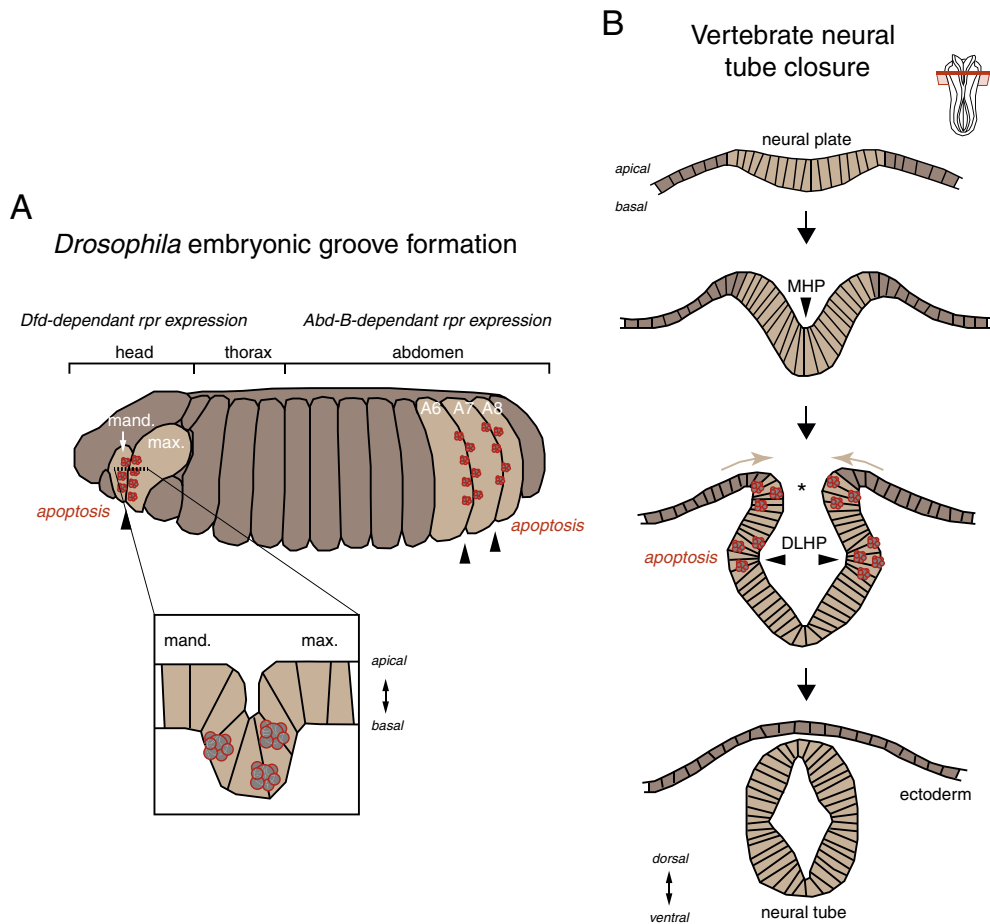 A
Drosophila embryonic groove formation
Dfd-dependant rpr expression
Abd-B-dependant rpr expression
head
thorax
abdomen
mand.
max.
A6
A7
A8
apoptosis
apoptosis
mand.
max.
apical
basal
B
Vertebrate neural
tube closure
neural plate
apical
basal
MHP
*
DLHP
apoptosis
ectoderm
dorsal
ventral
neural tube